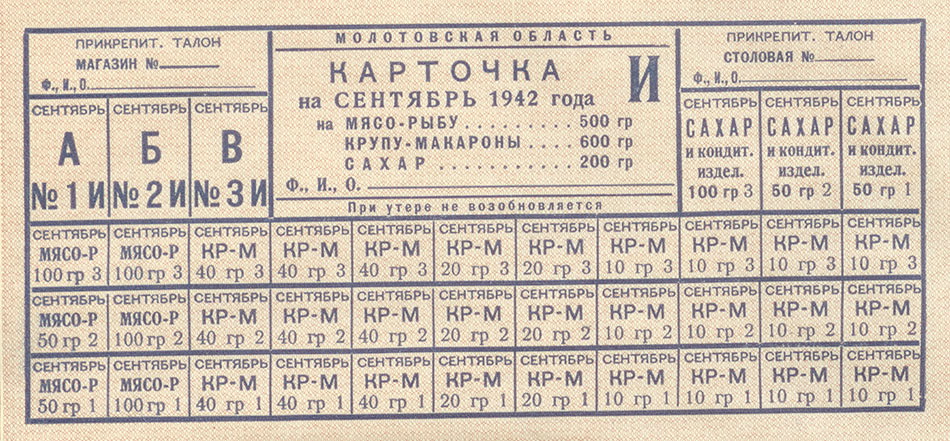 ПРИКРЕПИТ. ТАЛОН
МАГАЗИН №
Ф., И., О.
МОЛОТОВСКАЯ ОБЛАСТЬ
КАРТОЧКА И
на СЕНТЯБРЬ 1942 года
на МЯСО-РЫБУ.......... 500 гр
КРУПУ-МАКАРОНЫ.... 600 гр
САХАР............ 200 гр
Ф., И., О.
При утере не возобновляется
ПРИКРЕПИТ. ТАЛОН
СТОЛОВАЯ №
Ф., И., О.
СЕНТЯБРЬ СЕНТЯБРЬ СЕНТЯБРЬ
А Б В
№ 1 И № 2 И № 3 И
СЕНТЯБРЬ СЕНТЯБРЬ СЕНТЯБРЬ
САХАР САХАР САХАР
и кондит. и кондит. и кондит.
издел. издел. издел.
100 гр 3 50 гр 2 50 гр 1
СЕНТЯБРЬ СЕНТЯБРЬ СЕНТЯБРЬ СЕНТЯБРЬ СЕНТЯБРЬ СЕНТЯБРЬ СЕНТЯБРЬ СЕНТЯБРЬ СЕНТЯБРЬ СЕНТЯБРЬ СЕНТЯБРЬ
МЯСО-Р МЯСО-Р КР-М КР-М КР-М КР-М КР-М КР-М КР-М КР-М КР-М
100 гр 3 100 гр 3 40 гр 3 40 гр 3 40 гр 3 20 гр 3 20 гр 3 10 гр 3 10 гр 3 10 гр 3 10 гр 3
СЕНТЯБРЬ СЕНТЯБРЬ СЕНТЯБРЬ СЕНТЯБРЬ СЕНТЯБРЬ СЕНТЯБРЬ СЕНТЯБРЬ СЕНТЯБРЬ СЕНТЯБРЬ СЕНТЯБРЬ СЕНТЯБРЬ
МЯСО-Р МЯСО-Р КР-М КР-М КР-М КР-М КР-М КР-М КР-М КР-М КР-М
50 гр 2 100 гр 2 40 гр 2 40 гр 2 40 гр 2 20 гр 2 20 гр 2 10 гр 2 10 гр 2 10 гр 2 10 гр 2
СЕНТЯБРЬ СЕНТЯБРЬ СЕНТЯБРЬ СЕНТЯБРЬ СЕНТЯБРЬ СЕНТЯБРЬ СЕНТЯБРЬ СЕНТЯБРЬ СЕНТЯБРЬ СЕНТЯБРЬ СЕНТЯБРЬ
МЯСО-Р МЯСО-Р КР-М КР-М КР-М КР-М КР-М КР-М КР-М КР-М КР-М
50 гр 1 100 гр 1 40 гр 1 40 гр 1 40 гр 1 20 гр 1 20 гр 1 10 гр 1 10 гр 1 10 гр 1 10 гр 1